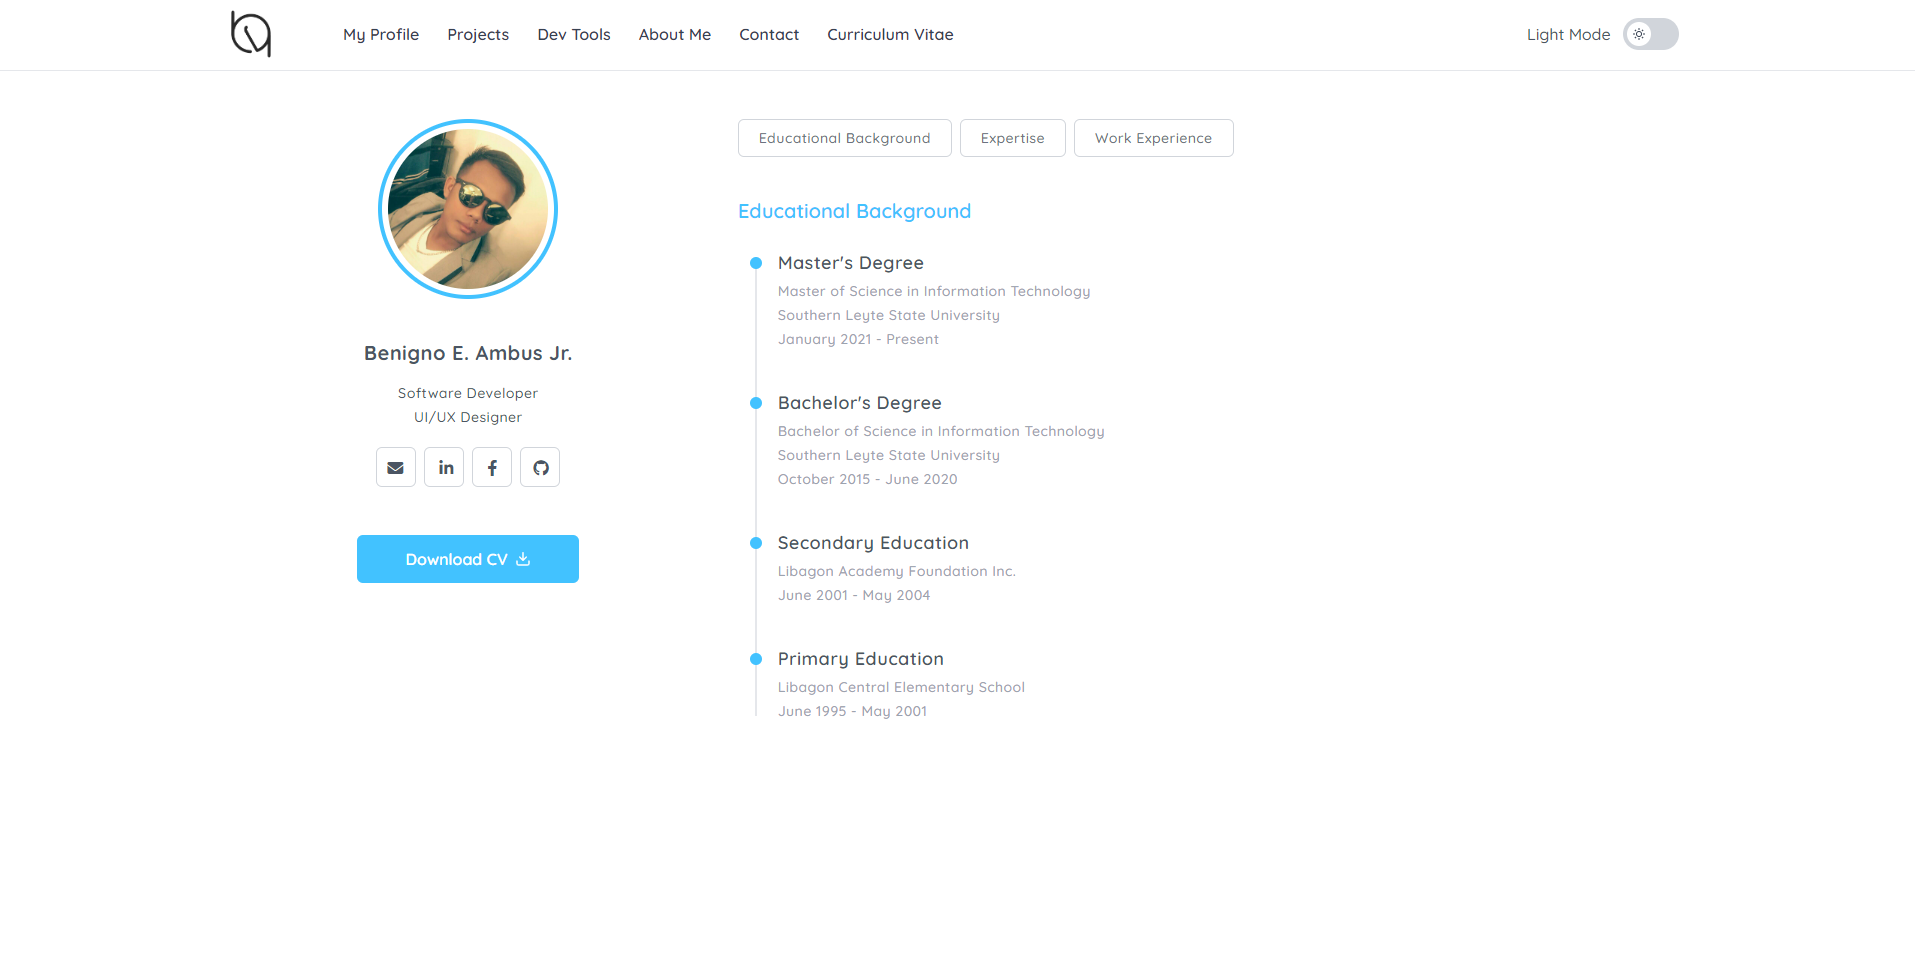 My Profile
Projects
Dev Tools
About Me
Contact
Curriculum Vitae
Light Mode
Benigno E. Ambus Jr.
Software Developer
UI/UX Designer
Download CV
Educational Background
Expertise
Work Experience
Educational Background
Master's Degree
Master of Science in Information Technology
Southern Leyte State University
January 2021 - Present
Bachelor's Degree
Bachelor of Science in Information Technology
Southern Leyte State University
October 2015 - June 2020
Secondary Education
Libagon Academy Foundation Inc.
June 2001 - May 2004
Primary Education
Libagon Central Elementary School
June 1995 - May 2001